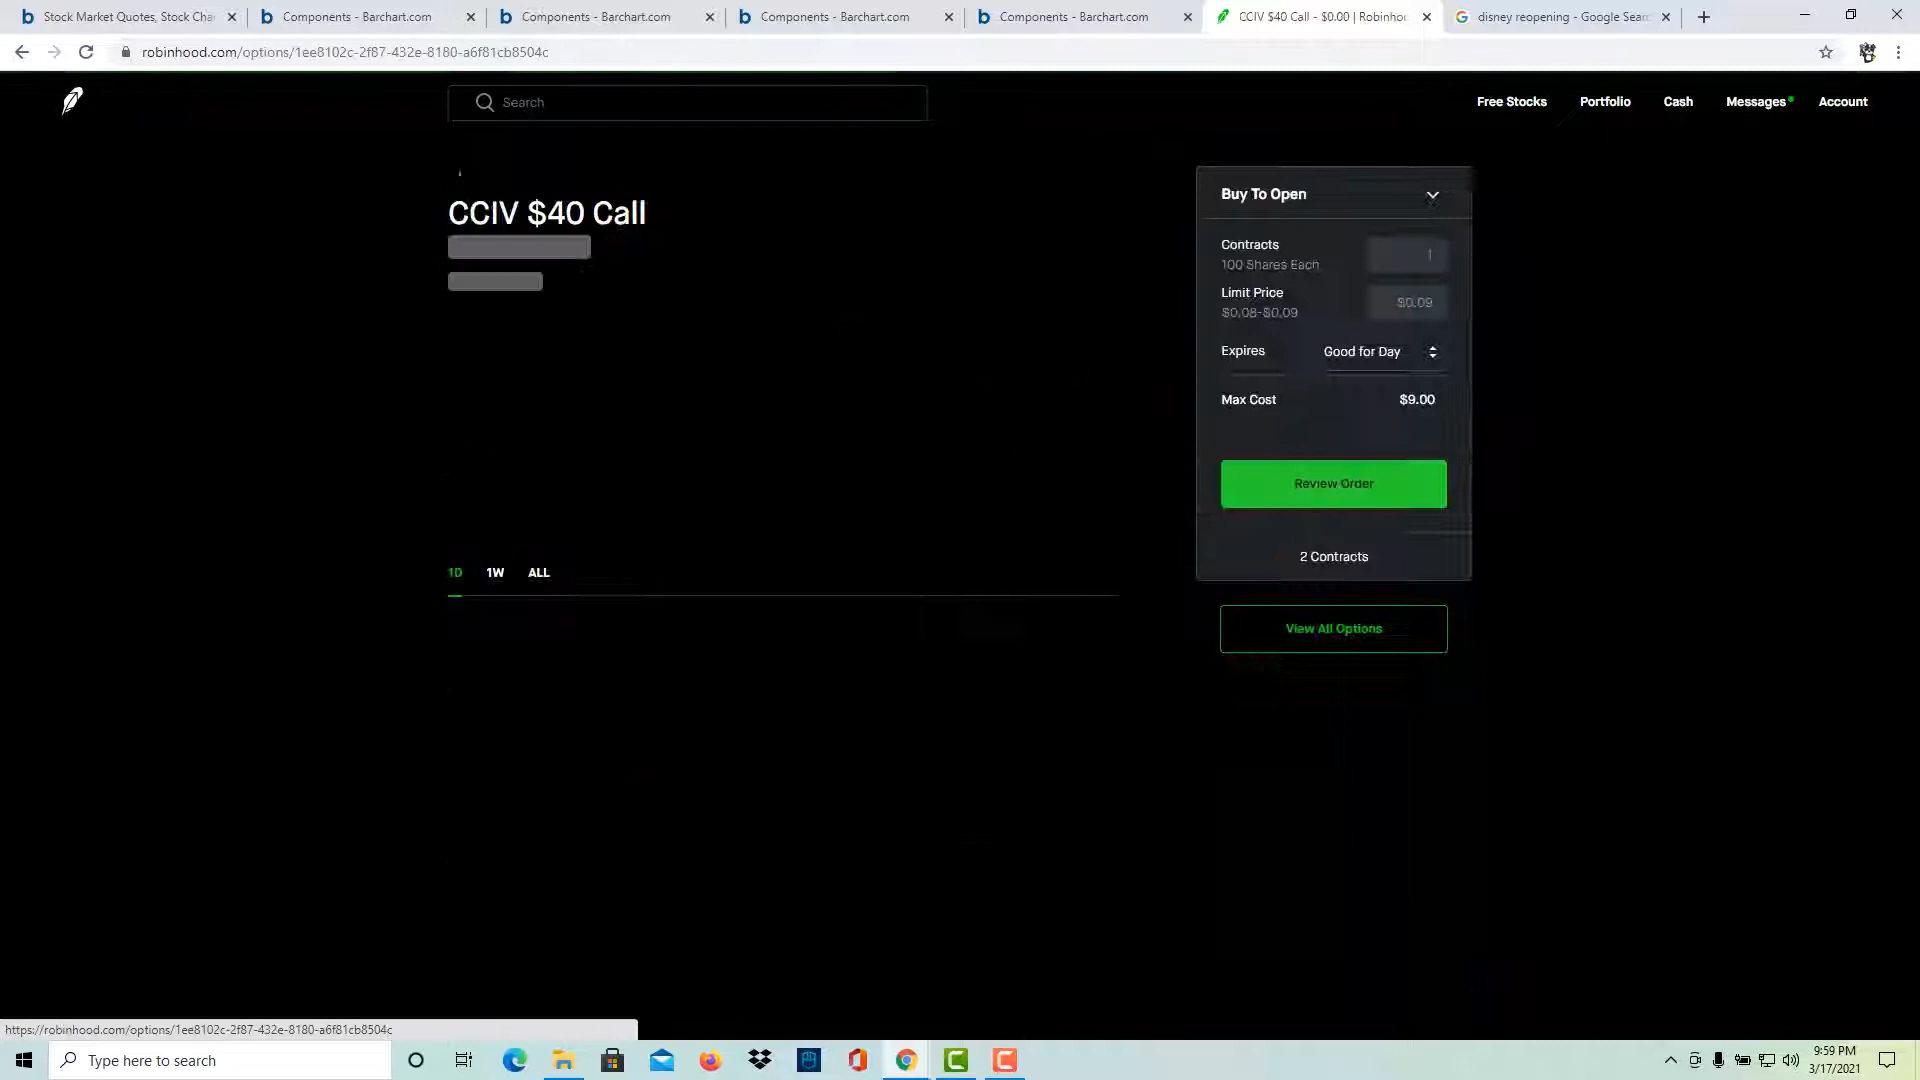 Stock Market Quotes, Stock Cha
Components - Barchart.com
Components - Barchart.com
Components - Barchart.com
Components - Barchart.com
CCIV $40 Call - $0.00 | Robinhoo
disney reopening - Google Searc
robinhood.com/options/1ee8102c-2f87-432e-8180-a6f81cb8504c
Search
Free Stocks
Portfolio
Cash
Messages
Account
CCIV $40 Call
Buy To Open
Contracts
100 Shares Each
1
Limit Price
$0.08-$0.09
$0.09
Expires
Good for Day
Max Cost
$9.00
Review Order
2 Contracts
1D
1W
ALL
View All Options
https://robinhood.com/options/1ee8102c-2f87-432e-8180-a6f81cb8504c
Type here to search
9:59 PM
3/17/2021